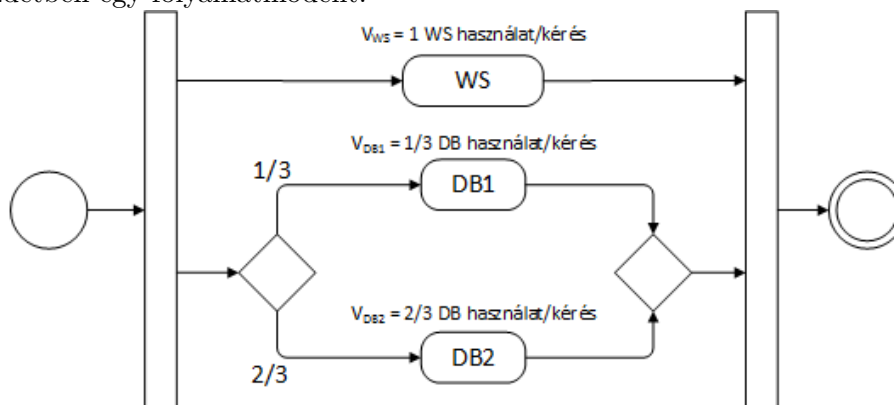 egy folyamatmodellt.
V_WS = 1 WS használat/kérés
WS
V_DB1 = 1/3 DB használat/kérés
1/3
DB1
V_DB2 = 2/3 DB használat/kérés
DB2
2/3